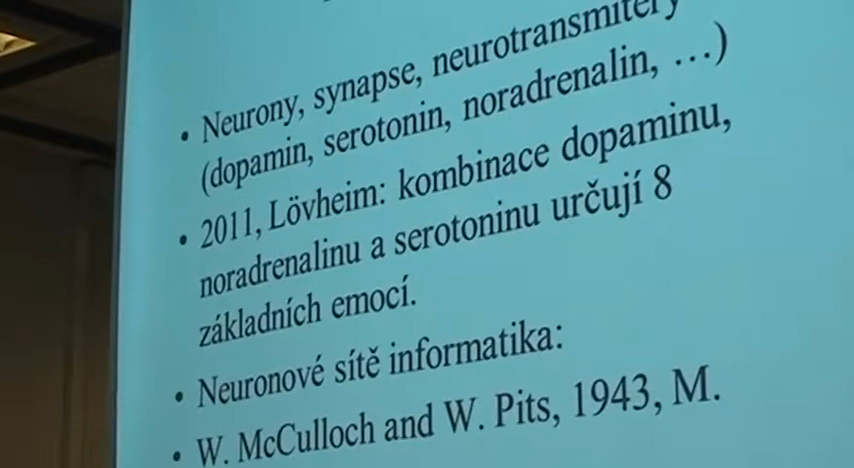 • Neurony, synapse, neurotransmitery
(dopamin, serotonin, noradrenalin, …)
• 2011, Lövheim: kombinace dopaminu,
noradrenalinu a serotoninu určují 8
základních emocí.
• Neuronové sítě informatika:
• W. McCulloch and W. Pits, 1943, M.